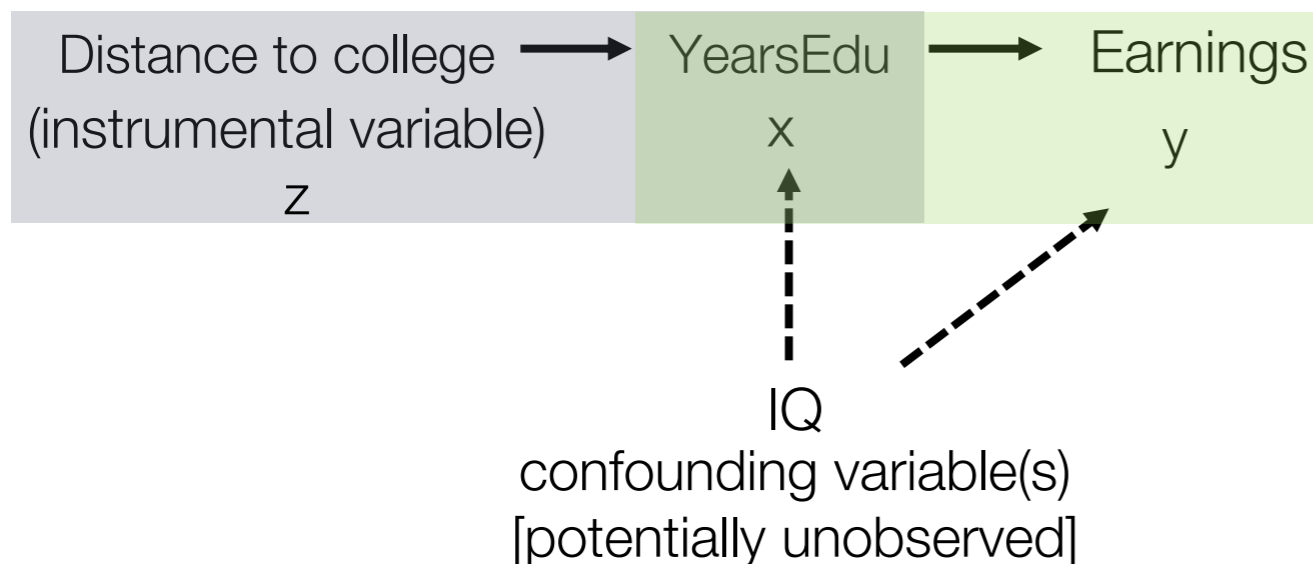 Distance to college
(instrumental variable)
z
YearsEdu
x
Earnings
y
IQ
confounding variable(s)
[potentially unobserved]